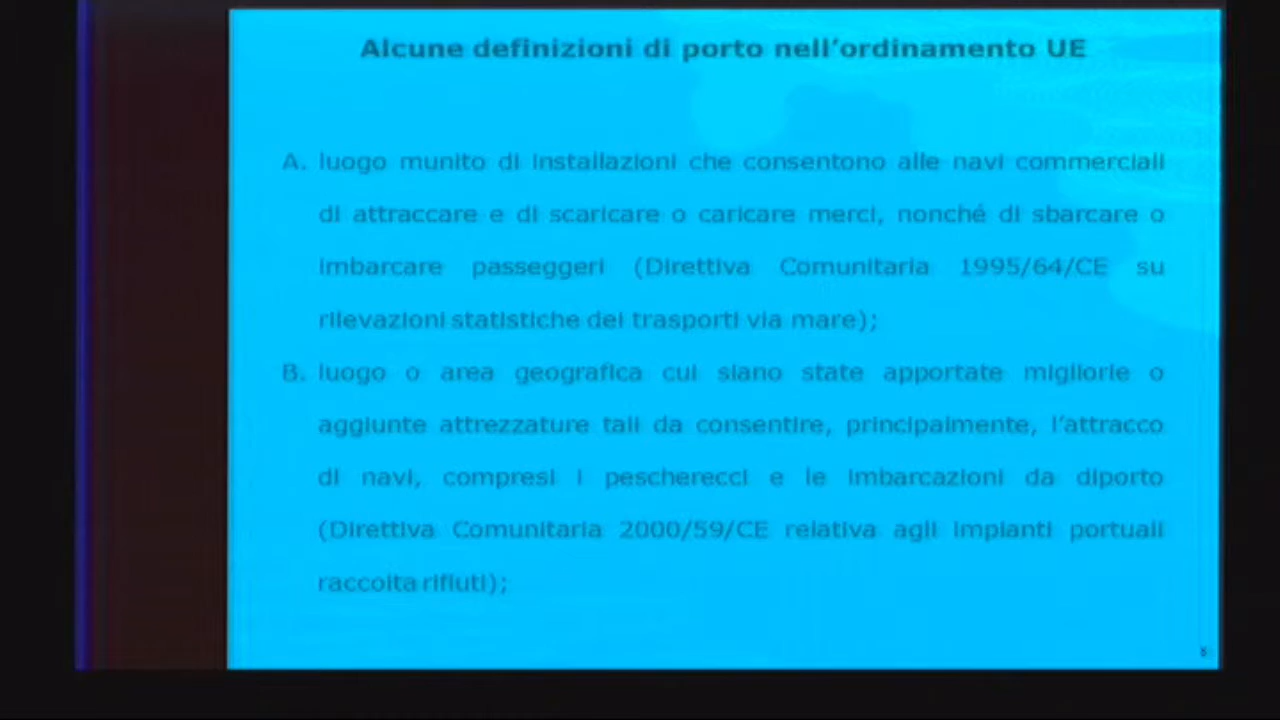 Alcune definizioni di porto nell'ordinamento UE
A. luogo munito di installazioni che consentono alle navi commerciali
di attraccare e di scaricare o caricare merci, nonché di sbarcare o
imbarcare passeggeri (Direttiva Comunitaria 1995/64/CE su
rilevazioni statistiche dei trasporti via mare);
B. luogo o area geografica cui siano state apportate migliorie o
aggiunte attrezzature tali da consentire, principalmente, l'attracco
di navi, compresi i pescherecci e le imbarcazioni da diporto
(Direttiva Comunitaria 2000/59/CE relativa agli impianti portuali
raccolta rifiuti);